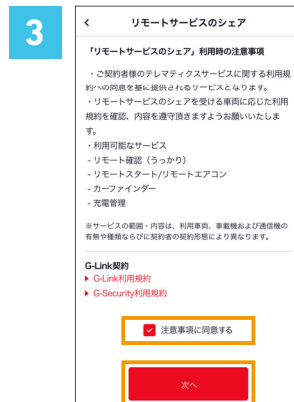 3
< リモートサービスのシェア
「リモートサービスのシェア」利用時の注意事項
・ご契約者様のテレマティクスサービスに関する利用規
約への同意を基に提供されるサービスとなります。
・リモートサービスのシェアを受ける車両に応じた利用
規約を確認、内容を遵守頂きますようお願いいたしま
す。
・利用可能なサービス
- リモート確認（うっかり）
- リモートスタート/リモートエアコン
- カーファインダー
- 充電管理
※サービスの範囲・内容は、利用車両、車載機および通信機の
有無や種類ならびに契約者の契約形態により異なります。
G-Link契約
▶ G-Link利用規約
▶ G-Security利用規約
注意事項に同意する
次へ